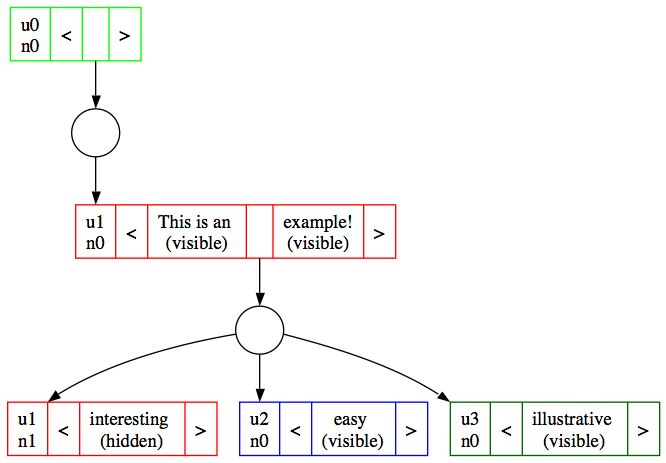 u0 < >
n0
u1 < This is an example! >
n0 (visible) (visible)
u1 < interesting >
n1 (hidden)
u2 < easy >
n0 (visible)
u3 < illustrative >
n0 (visible)